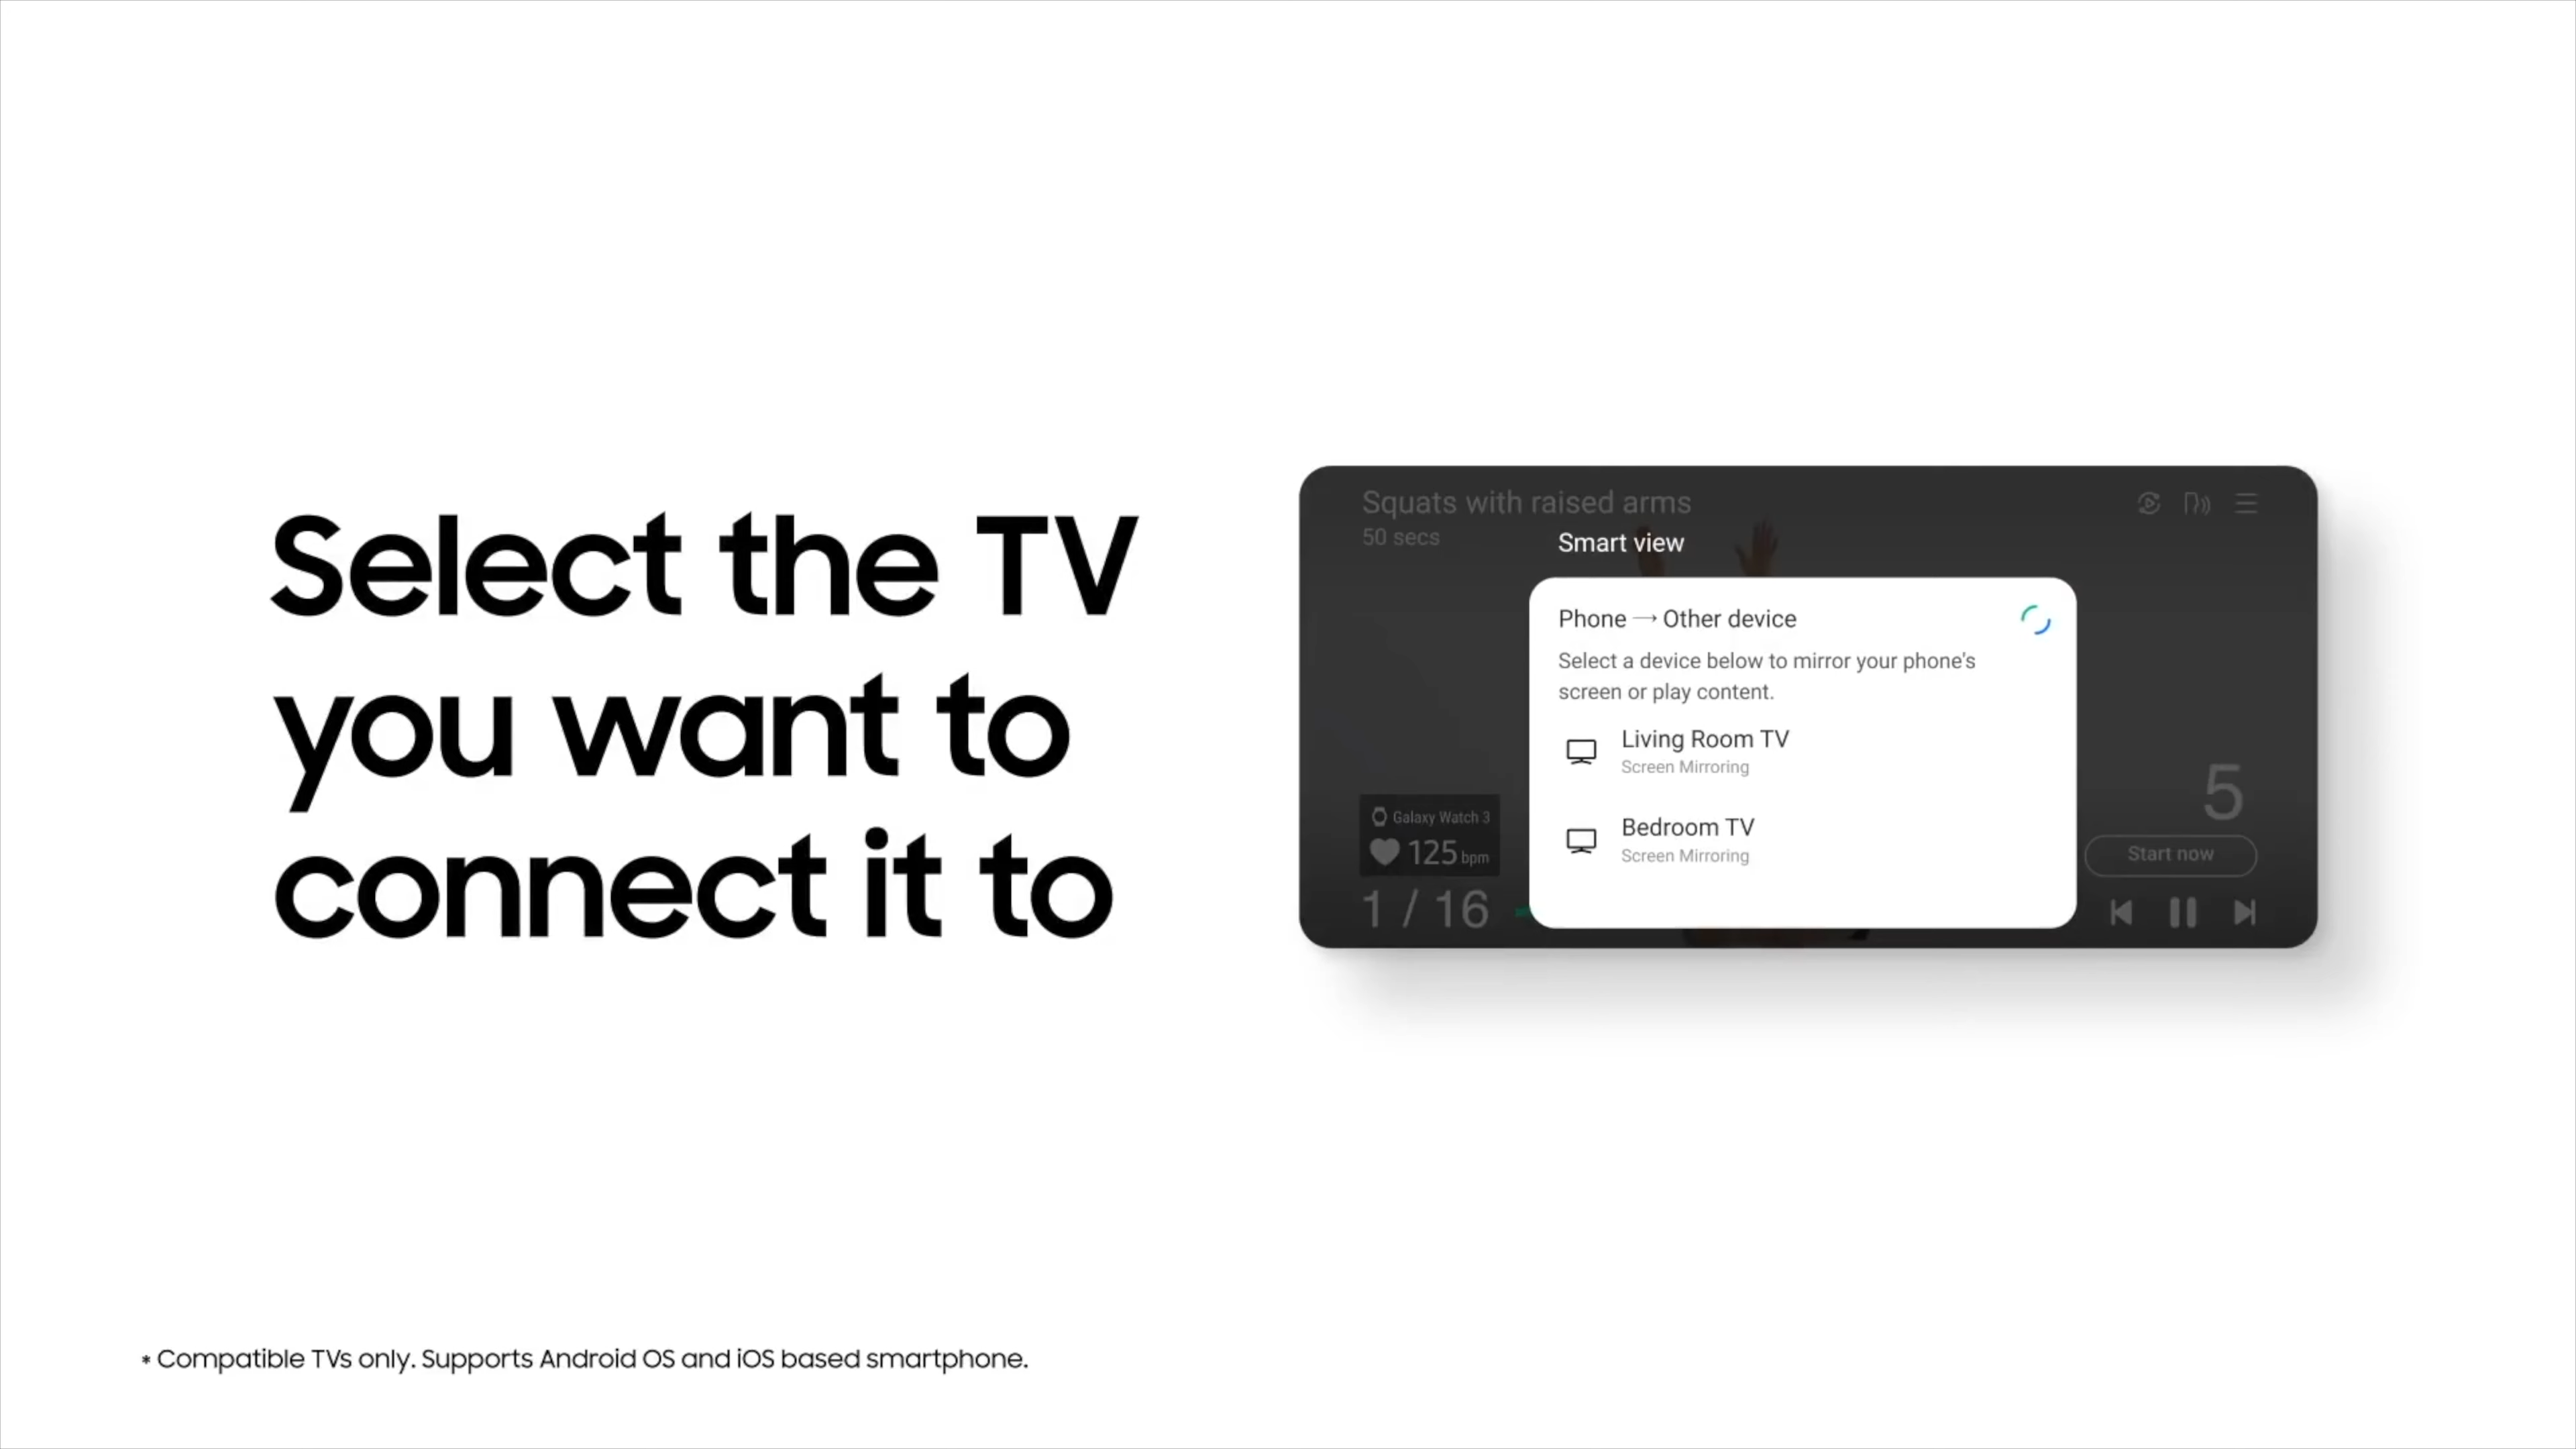 Select the TV
you want to
connect it to
Squats with raised arms
50 secs
Smart view
Phone → Other device
Select a device below to mirror your phone's
screen or play content.
Living Room TV
Screen Mirroring
Bedroom TV
Screen Mirroring
Galaxy Watch 3
125 bpm
1 / 16
5
Start now
* Compatible TVs only. Supports Android OS and iOS based smartphone.